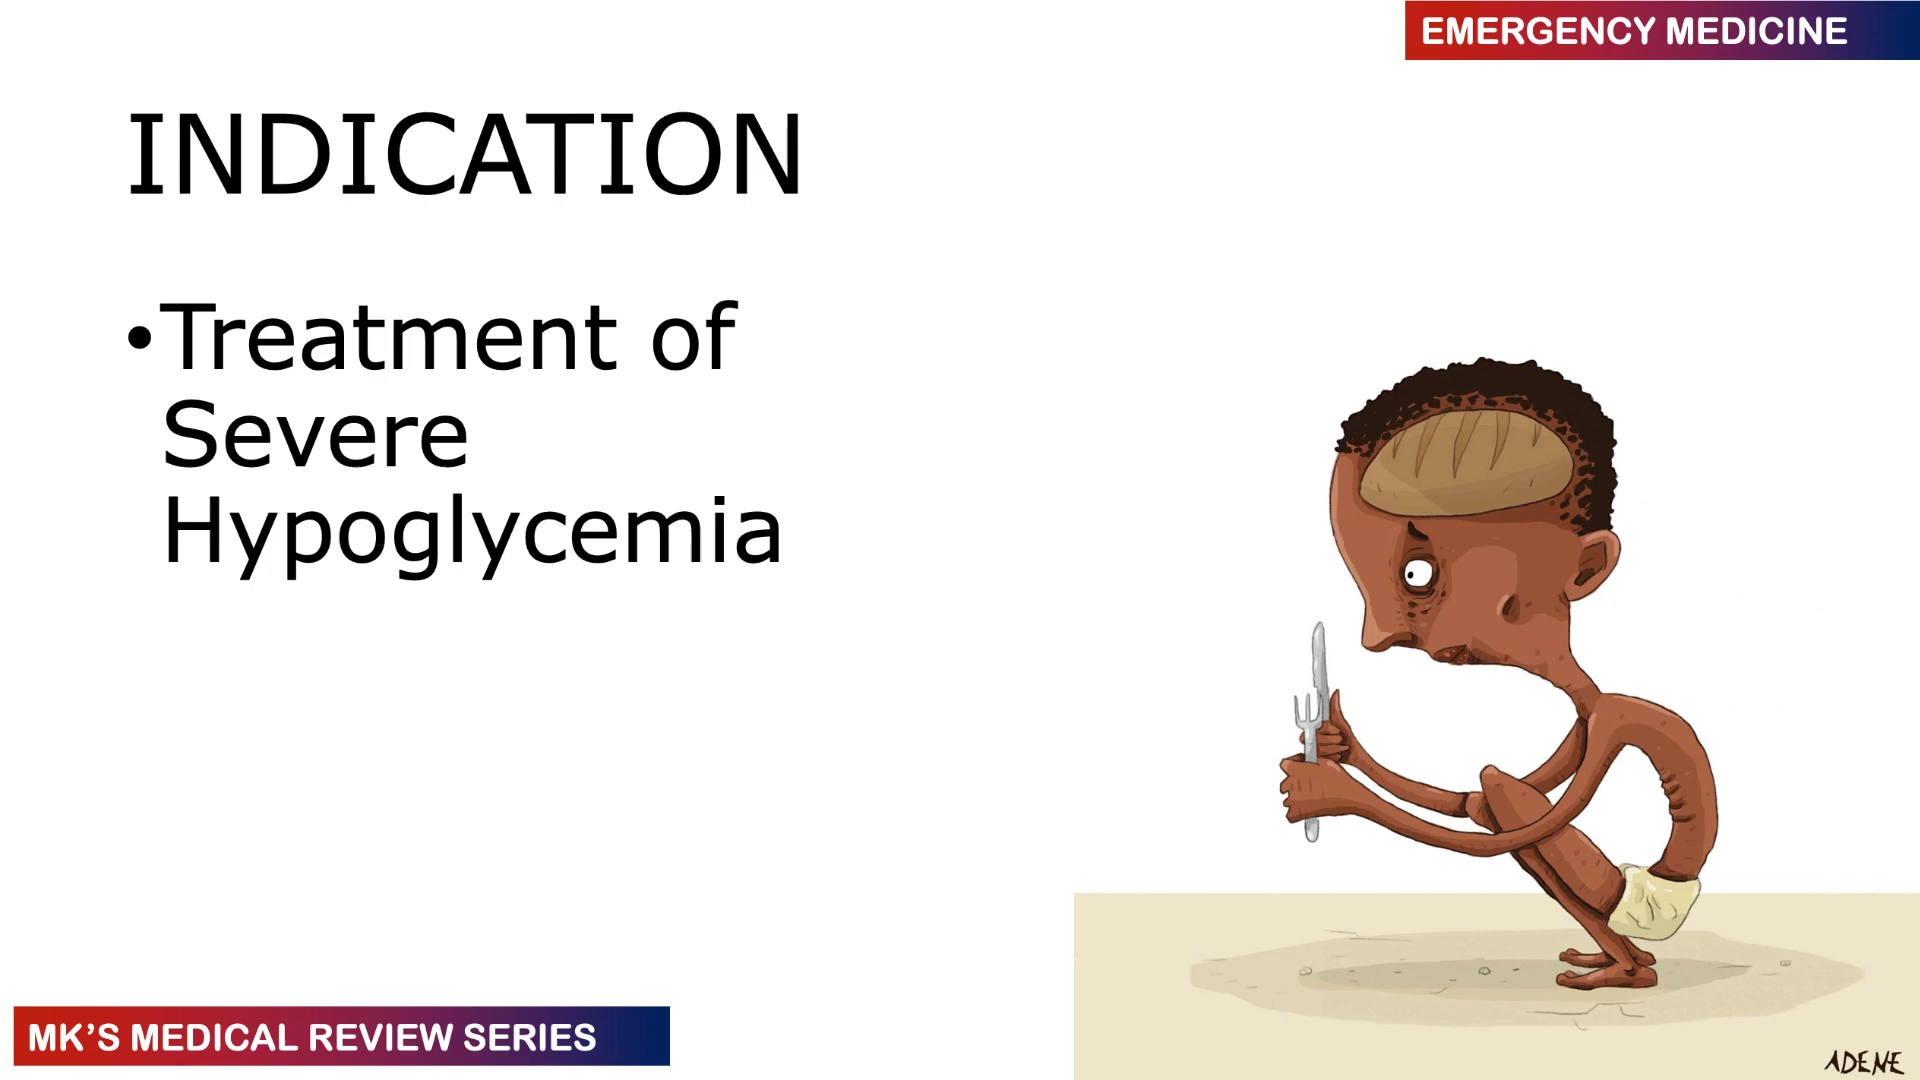 EMERGENCY MEDICINE
INDICATION
•Treatment of
Severe
Hypoglycemia
MK’S MEDICAL REVIEW SERIES
ADENE